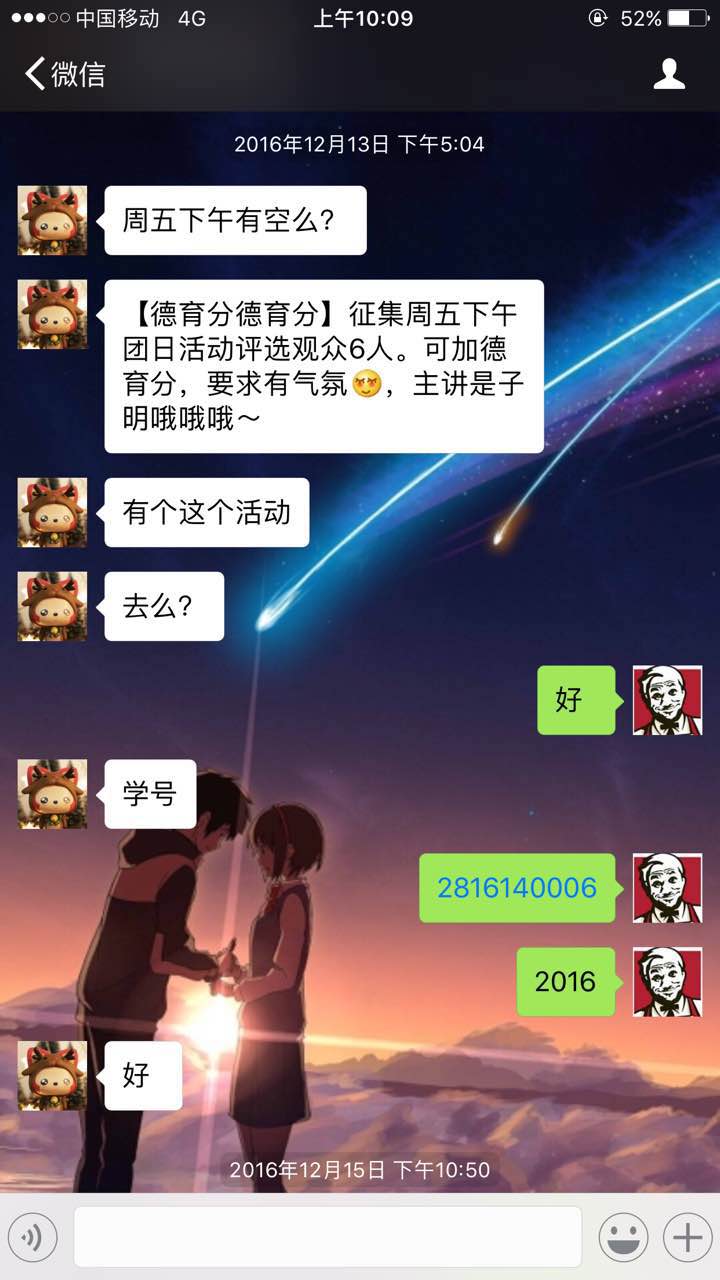 中国移动 4G 上午10:09 52%
微信
2016年12月13日 下午5:04
周五下午有空么?
【德育分德育分】征集周五下午
团日活动评选观众6人。可加德
育分，要求有气氛😍，主讲是子
明哦哦哦～
有个这个活动
去么?
好
学号
2816140006
2016
好
2016年12月15日 下午10:50